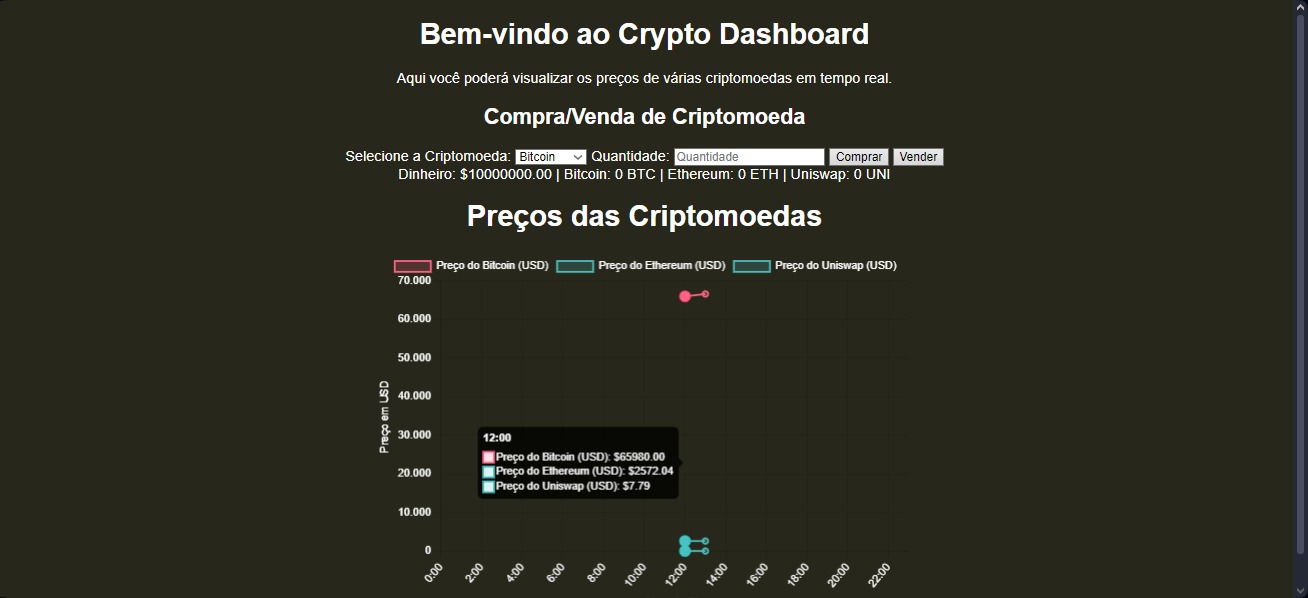 Bem-vindo ao Crypto Dashboard
Aqui você poderá visualizar os preços de várias criptomoedas em tempo real.
Compra/Venda de Criptomoeda
Selecione a Criptomoeda: Bitcoin Quantidade: Quantidade Comprar Vender
Dinheiro: $10000000.00 | Bitcoin: 0 BTC | Ethereum: 0 ETH | Uniswap: 0 UNI
Preços das Criptomoedas
Preço do Bitcoin (USD) Preço do Ethereum (USD) Preço do Uniswap (USD)
Preço em USD
70.000
60.000
50.000
40.000
30.000
20.000
10.000
0
12:00
Preço do Bitcoin (USD): $65980.00
Preço do Ethereum (USD): $2572.04
Preço do Uniswap (USD): $7.79
0:00 2:00 4:00 6:00 8:00 10:00 12:00 14:00 16:00 18:00 20:00 22:00